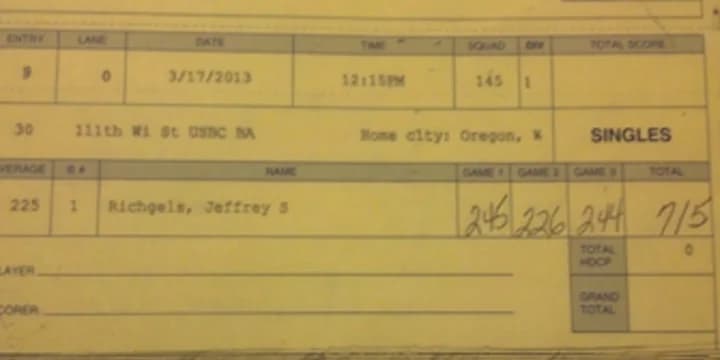 ENTRY LANE DATE TIME SQUAD DIV TOTAL SCORE
9 0 3/17/2013 12:15PM 145 1
30 111th Wi St USBC BA Home city: Oregon, W SINGLES
VERAGE B # NAME GAME 1 GAME 2 GAME 3 TOTAL
225 1 Richgels, Jeffrey S 245 226 244 715
TOTAL HDCP 0
LAYER
GRAND TOTAL
CORER